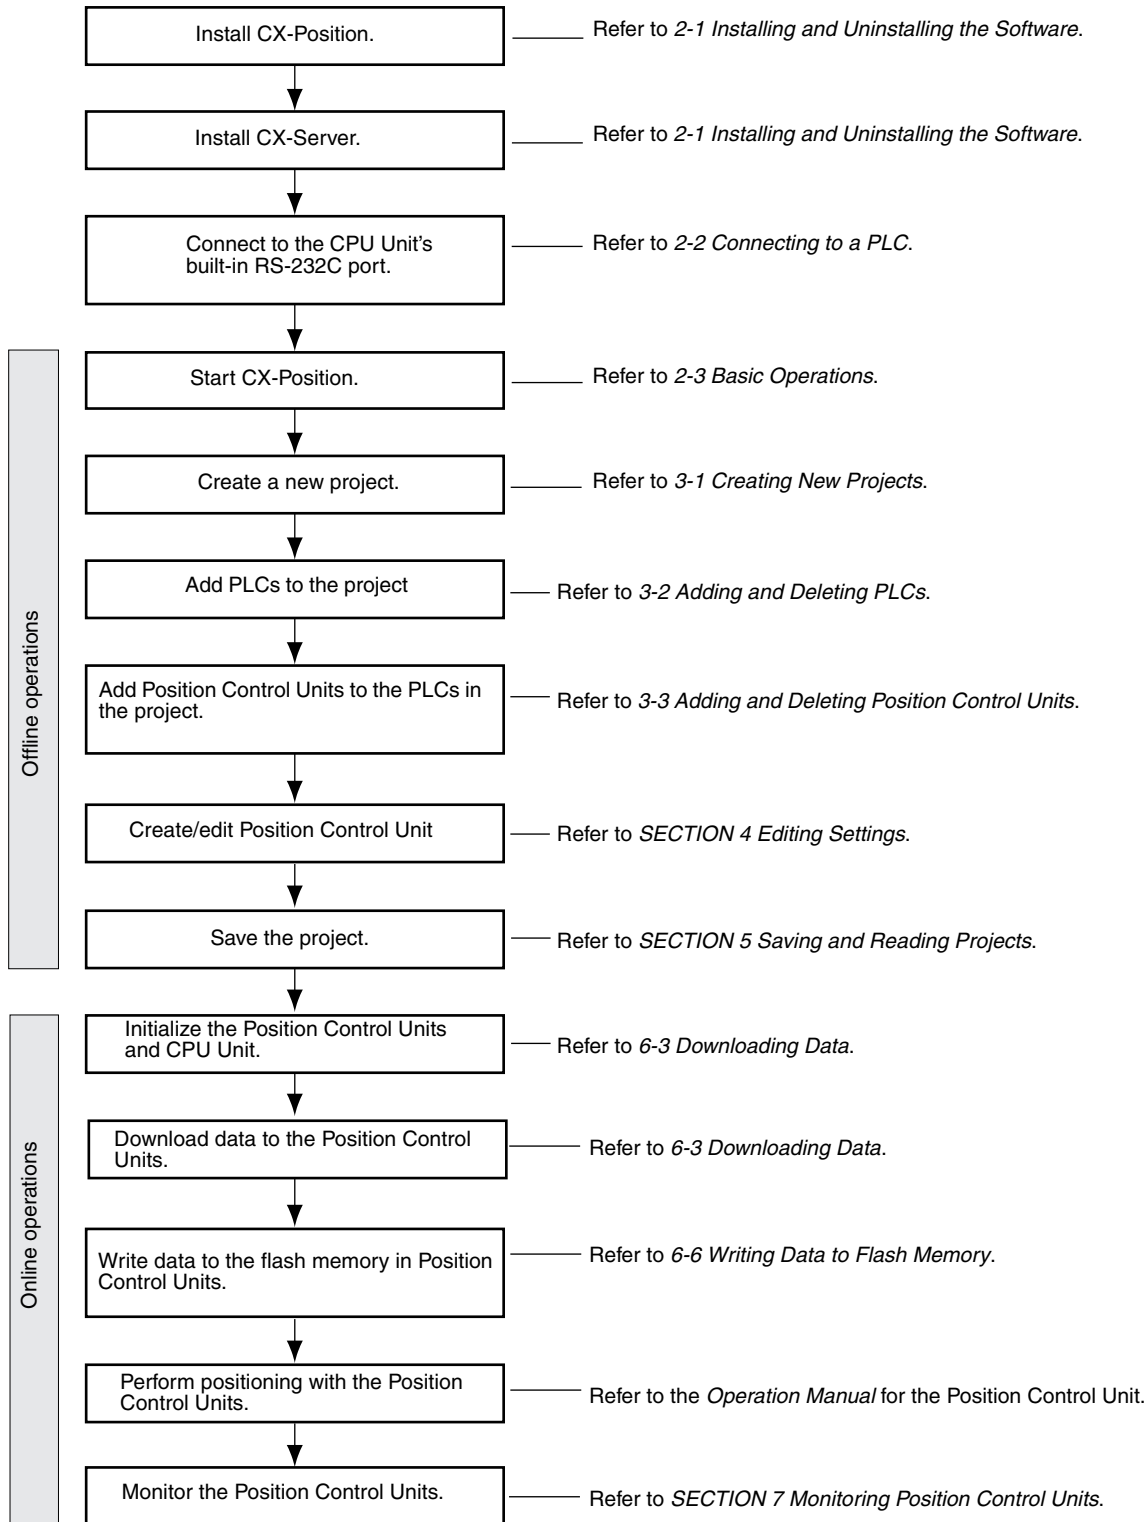 Install CX-Position.
Refer to 2-1 Installing and Uninstalling the Software.
Install CX-Server.
Refer to 2-1 Installing and Uninstalling the Software.
Connect to the CPU Unit's
built-in RS-232C port.
Refer to 2-2 Connecting to a PLC.
Offline operations
Start CX-Position.
Refer to 2-3 Basic Operations.
Create a new project.
Refer to 3-1 Creating New Projects.
Add PLCs to the project
Refer to 3-2 Adding and Deleting PLCs.
Add Position Control Units to the PLCs in
the project.
Refer to 3-3 Adding and Deleting Position Control Units.
Create/edit Position Control Unit
Refer to SECTION 4 Editing Settings.
Save the project.
Refer to SECTION 5 Saving and Reading Projects.
Online operations
Initialize the Position Control Units
and CPU Unit.
Refer to 6-3 Downloading Data.
Download data to the Position Control
Units.
Refer to 6-3 Downloading Data.
Write data to the flash memory in Position
Control Units.
Refer to 6-6 Writing Data to Flash Memory.
Perform positioning with the Position
Control Units.
Refer to the Operation Manual for the Position Control Unit.
Monitor the Position Control Units.
Refer to SECTION 7 Monitoring Position Control Units.